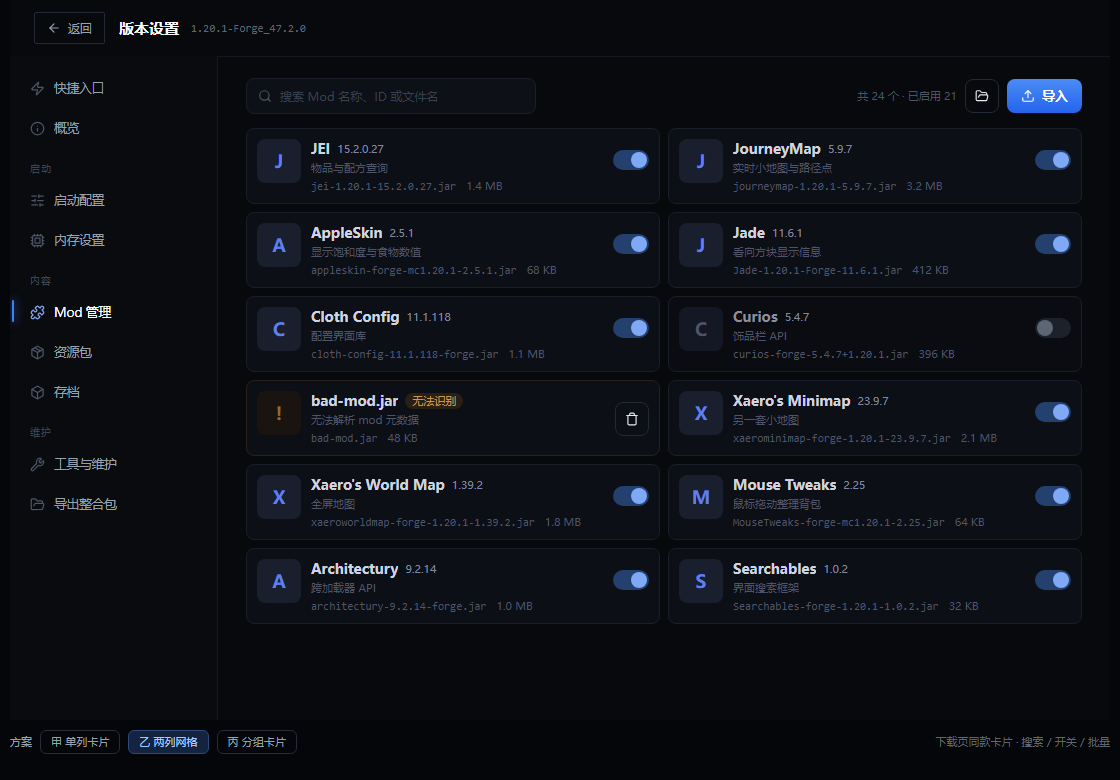 返回 版本设置 1.20.1-Forge_47.2.0
快捷入口
概览
启动
启动配置
内存设置
内容
Mod 管理
资源包
存档
维护
工具与维护
导出整合包
搜索 Mod 名称、ID 或文件名
共 24 个 · 已启用 21
导入
J
JEI 15.2.0.27
物品与配方查询
jei-1.20.1-15.2.0.27.jar 1.4 MB
J
JourneyMap 5.9.7
实时小地图与路径点
journeymap-1.20.1-5.9.7.jar 3.2 MB
A
AppleSkin 2.5.1
显示饱和度与食物数值
appleskin-forge-mc1.20.1-2.5.1.jar 68 KB
J
Jade 11.6.1
看向方块显示信息
Jade-1.20.1-Forge-11.6.1.jar 412 KB
C
Cloth Config 11.1.118
配置界面库
cloth-config-11.1.118-forge.jar 1.1 MB
C
Curios 5.4.7
饰品栏 API
curios-forge-5.4.7+1.20.1.jar 396 KB
!
bad-mod.jar 无法识别
无法解析 mod 元数据
bad-mod.jar 48 KB
X
Xaero's Minimap 23.9.7
另一套小地图
xaerominimap-forge-1.20.1-23.9.7.jar 2.1 MB
X
Xaero's World Map 1.39.2
全屏地图
xaeroworldmap-forge-1.20.1-1.39.2.jar 1.8 MB
M
Mouse Tweaks 2.25
鼠标拖动整理背包
MouseTweaks-forge-mc1.20.1-2.25.jar 64 KB
A
Architectury 9.2.14
跨加载器 API
architectury-9.2.14-forge.jar 1.0 MB
S
Searchables 1.0.2
界面搜索框架
Searchables-forge-1.20.1-1.0.2.jar 32 KB
方案 甲 单列卡片 乙 两列网格 丙 分组卡片
下载页同款卡片 · 搜索 / 开关 / 批量